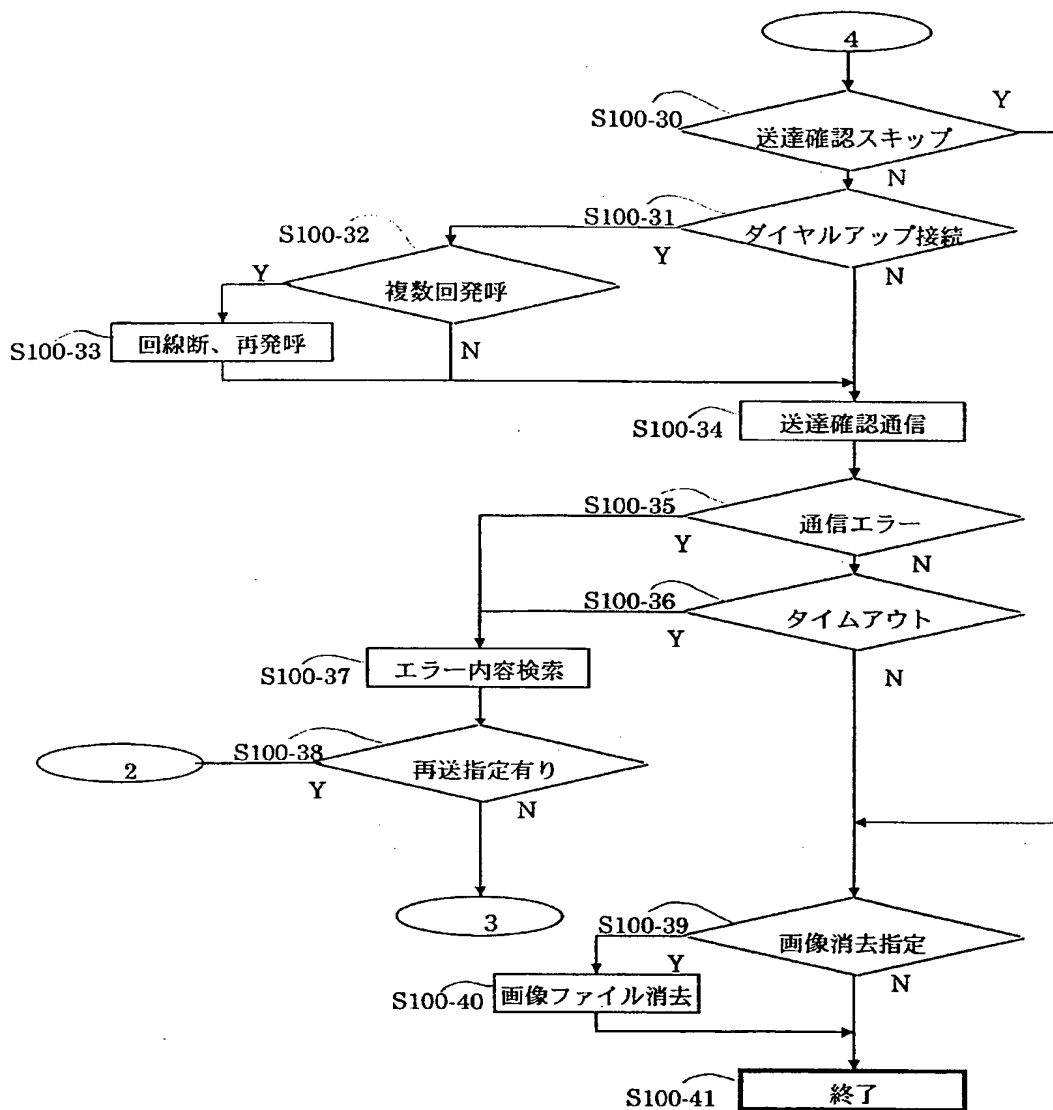 4
Y
S100-30
送達確認スキップ
N
S100-31
ダイヤルアップ接続
S100-32
Y
N
Y
複数回発呼
S100-33
回線断、再発呼
N
S100-34
送達確認通信
S100-35
通信エラー
Y
N
S100-36
タイムアウト
Y
N
S100-37
エラー内容検索
2
S100-38
再送指定有り
Y
N
3
S100-39
画像消去指定
Y
N
S100-40
画像ファイル消去
S100-41
終了